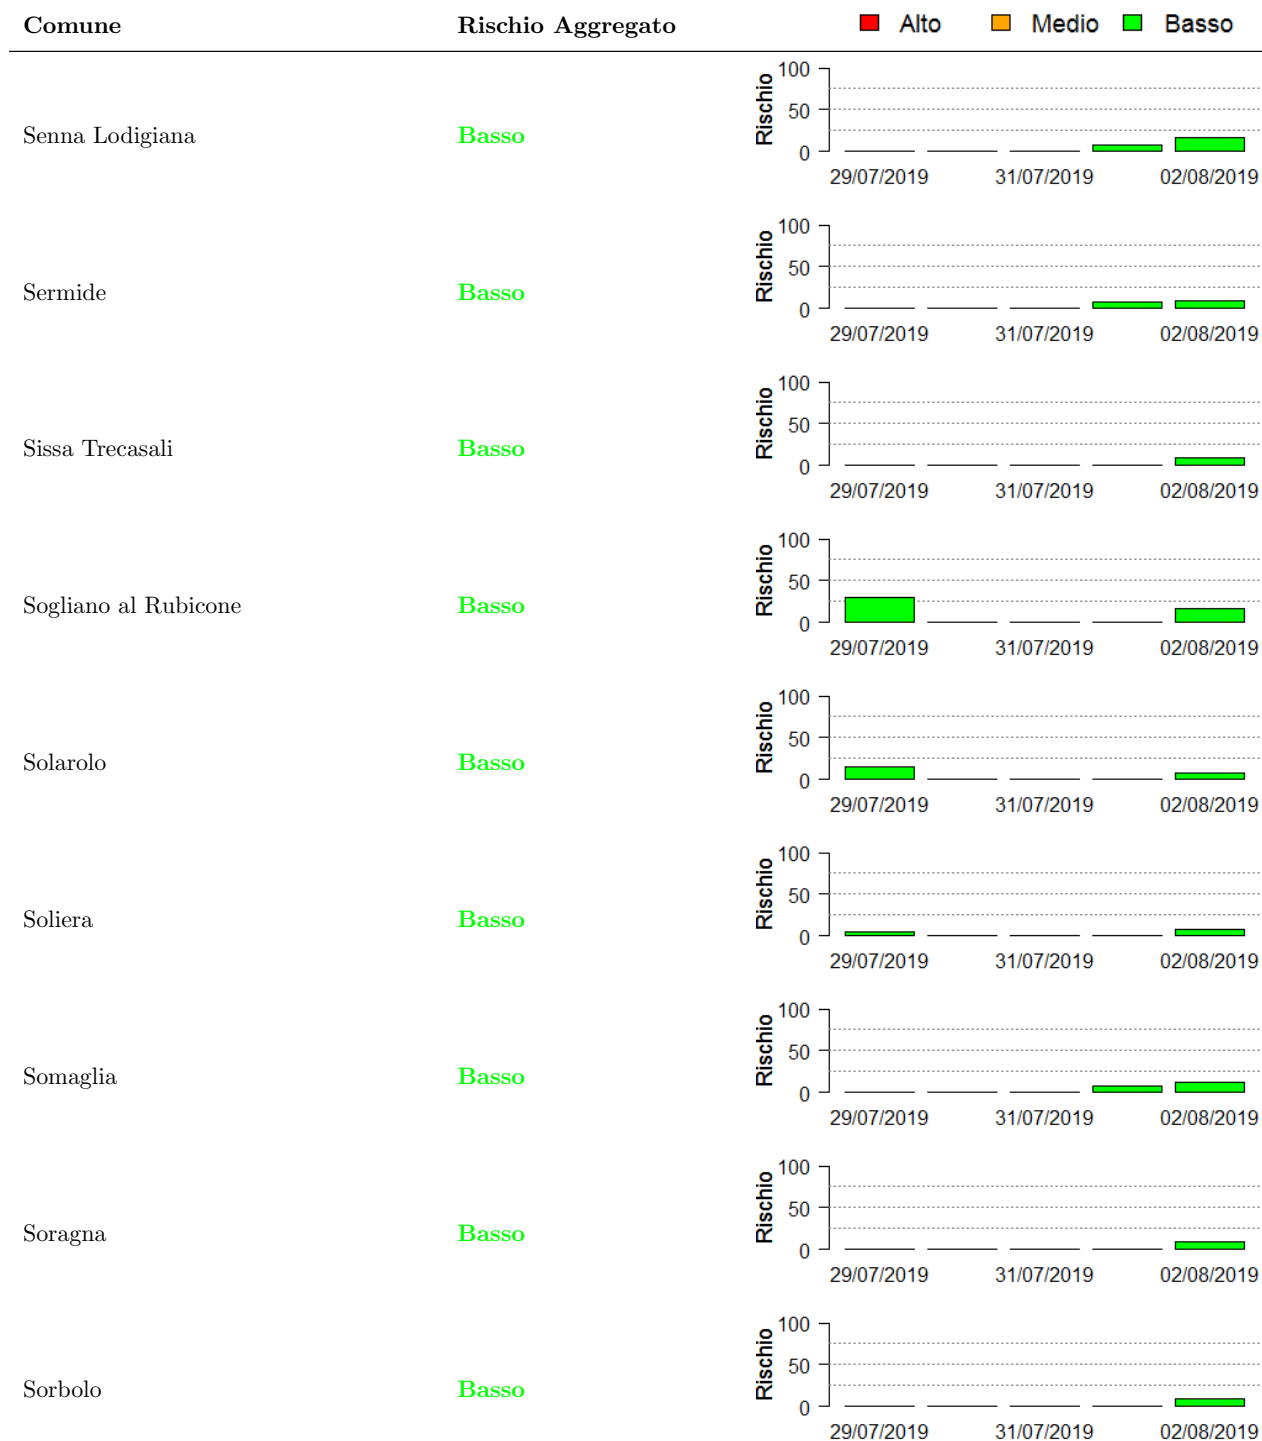 Comune Rischio Aggregato Alto Medio Basso
Senna Lodigiana Basso
Rischio
100
50
0
29/07/2019 31/07/2019 02/08/2019
Sermide Basso
Rischio
100
50
0
29/07/2019 31/07/2019 02/08/2019
Sissa Trecasali Basso
Rischio
100
50
0
29/07/2019 31/07/2019 02/08/2019
Sogliano al Rubicone Basso
Rischio
100
50
0
29/07/2019 31/07/2019 02/08/2019
Solarolo Basso
Rischio
100
50
0
29/07/2019 31/07/2019 02/08/2019
Soliera Basso
Rischio
100
50
0
29/07/2019 31/07/2019 02/08/2019
Somaglia Basso
Rischio
100
50
0
29/07/2019 31/07/2019 02/08/2019
Soragna Basso
Rischio
100
50
0
29/07/2019 31/07/2019 02/08/2019
Sorbolo Basso
Rischio
100
50
0
29/07/2019 31/07/2019 02/08/2019